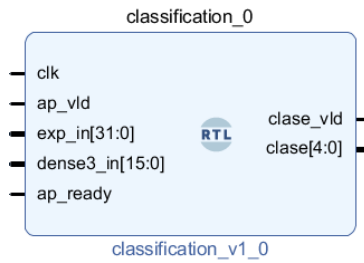 classification_0
clk
ap_vld
exp_in[31:0]
dense3_in[15:0]
ap_ready
RTL
clase_vld
clase[4:0]
classification_v1_0